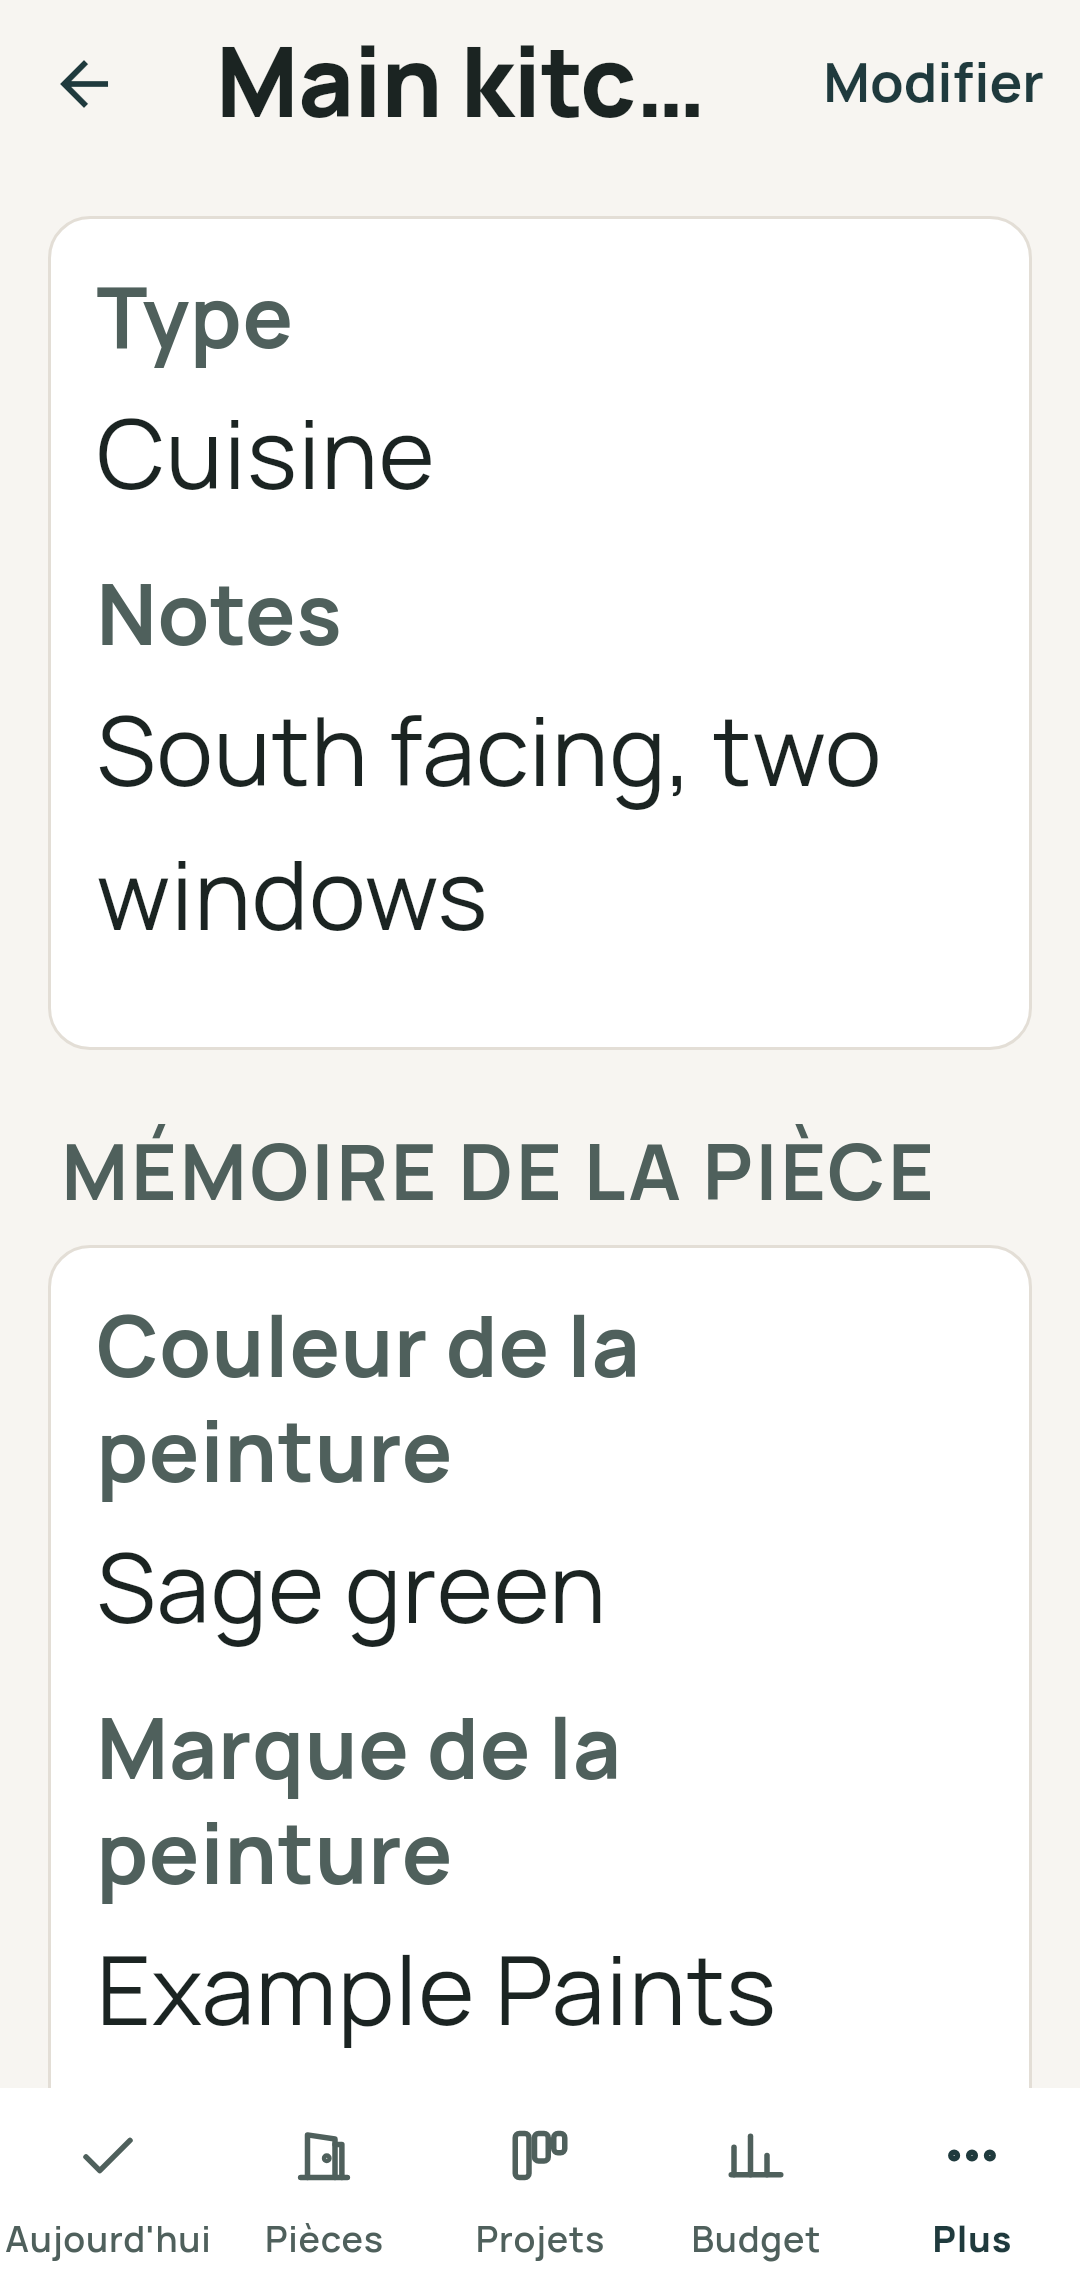 Main kitc...
Modifier
Type
Cuisine
Notes
South facing, two
windows
MÉMOIRE DE LA PIÈCE
Couleur de la
peinture
Sage green
Marque de la
peinture
Example Paints
Aujourd'hui
Pièces
Projets
Budget
Plus